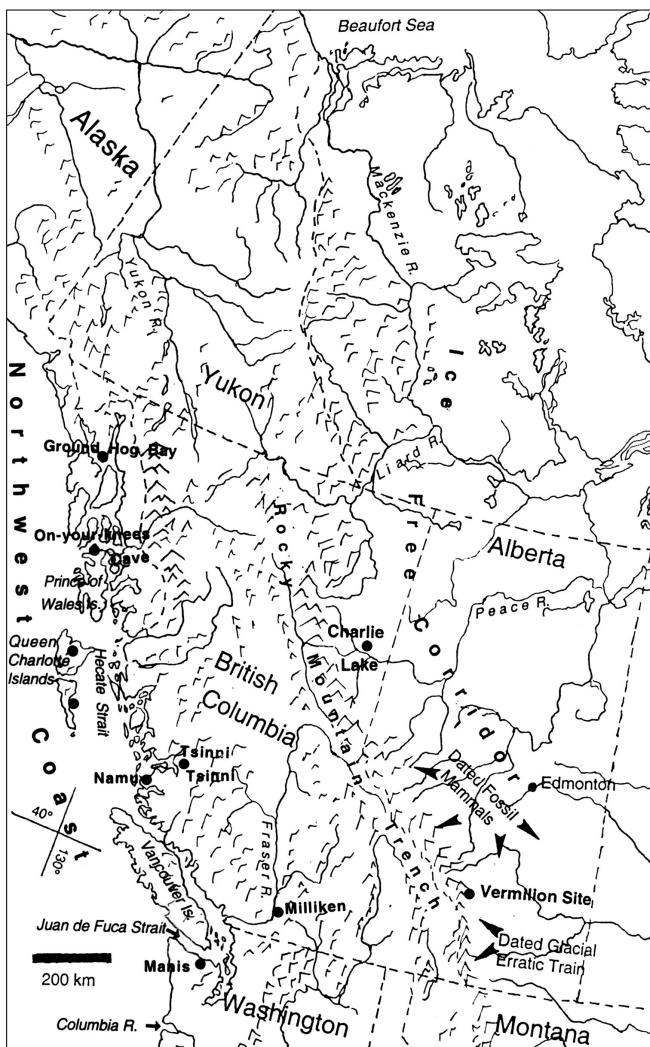 Beaufort Sea
Alaska
Mackenzie R.
Yukon R.
Ice Free Corridor
Yukon
Northwest Coast
Ground Hog Bay
Liard R.
Rocky Mountain Trench
On-your-knees
Cave
Alberta
Prince of
Wales Is.
Peace R.
Charlie
Lake
Queen
Charlotte
Islands
Hecate Strait
British
Columbia
Tsinni
Tsinni
Namu
Dated Fossil
Mammals
Edmonton
40°
130°
Vancouver Is.
Fraser R.
Milliken
Vermilion Site
Juan de Fuca Strait
Dated Glacial
Erratic Train
Manis
200 km
Washington
Columbia R.
Montana